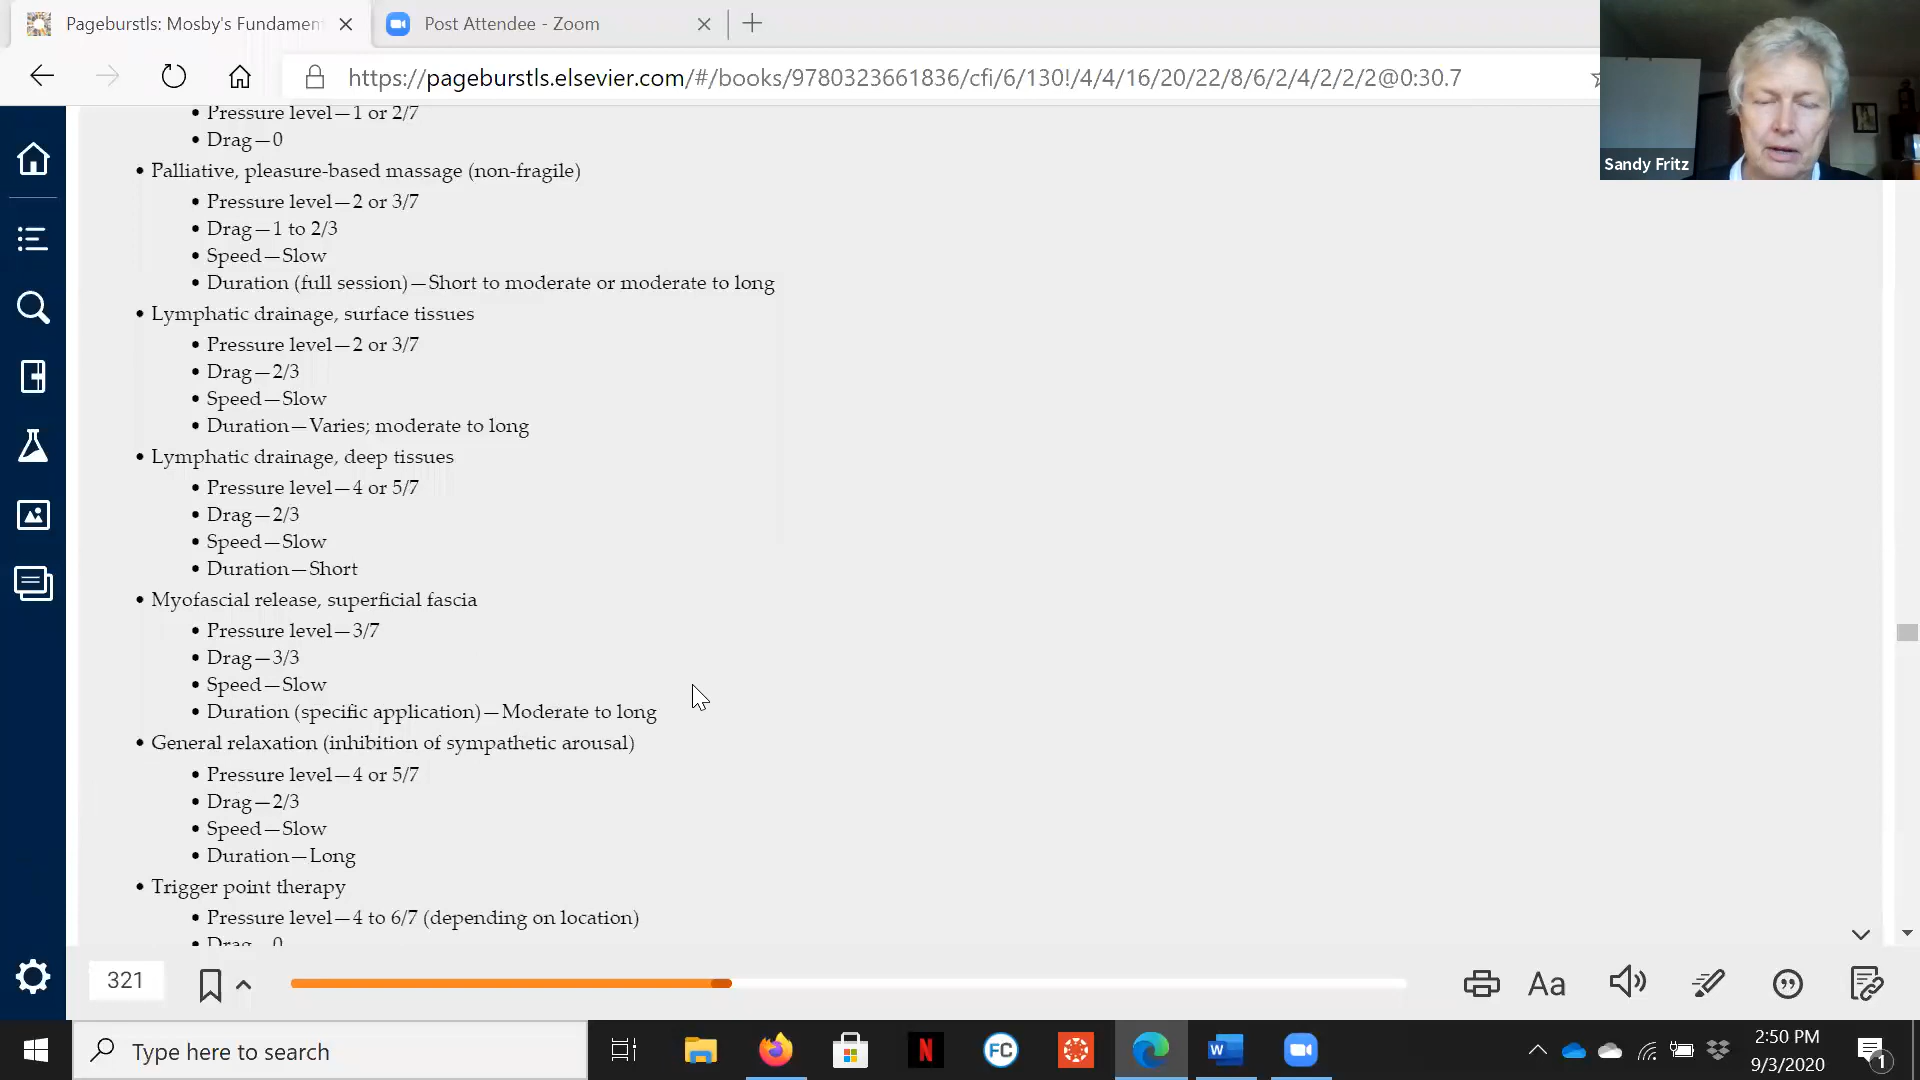 Pageburstls: Mosby's Fundamen
Post Attendee - Zoom
https://pageburstls.elsevier.com/#/books/9780323661836/cfi/6/130!/4/4/16/20/22/8/6/2/4/2/2/2@0:30.7
Sandy Fritz
• Pressure level—1 or 2/7
• Drag—0
• Palliative, pleasure-based massage (non-fragile)
• Pressure level—2 or 3/7
• Drag—1 to 2/3
• Speed—Slow
• Duration (full session)—Short to moderate or moderate to long
• Lymphatic drainage, surface tissues
• Pressure level—2 or 3/7
• Drag—2/3
• Speed—Slow
• Duration—Varies; moderate to long
• Lymphatic drainage, deep tissues
• Pressure level—4 or 5/7
• Drag—2/3
• Speed—Slow
• Duration—Short
• Myofascial release, superficial fascia
• Pressure level—3/7
• Drag—3/3
• Speed—Slow
• Duration (specific application)—Moderate to long
• General relaxation (inhibition of sympathetic arousal)
• Pressure level—4 or 5/7
• Drag—2/3
• Speed—Slow
• Duration—Long
• Trigger point therapy
• Pressure level—4 to 6/7 (depending on location)
• Drag—0
321
Aa
Type here to search
N
FC
W
2:50 PM
9/3/2020
1